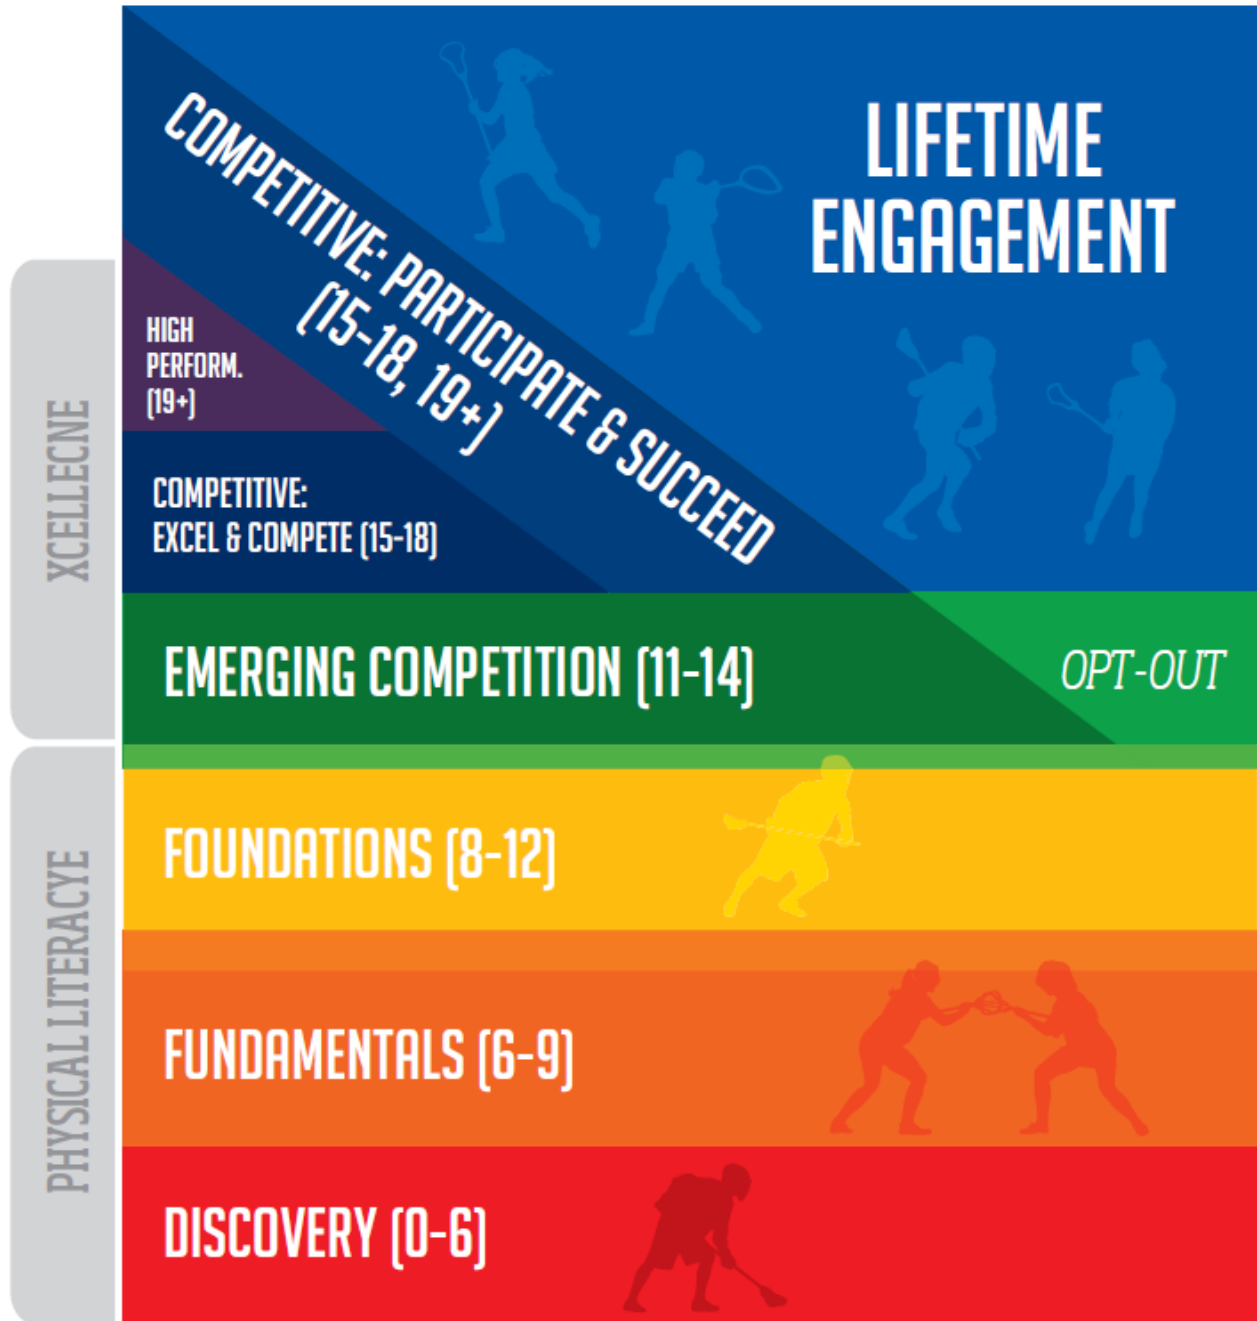 LIFETIME
ENGAGEMENT
COMPETITIVE: PARTICIPATE & SUCCEED
(15-18, 19+)
HIGH
PERFORM.
(19+)
COMPETITIVE:
EXCEL & COMPETE (15-18)
XCELLECNE
EMERGING COMPETITION (11-14)
OPT-OUT
FOUNDATIONS (8-12)
PHYSICAL LITERACYE
FUNDAMENTALS (6-9)
DISCOVERY (0-6)